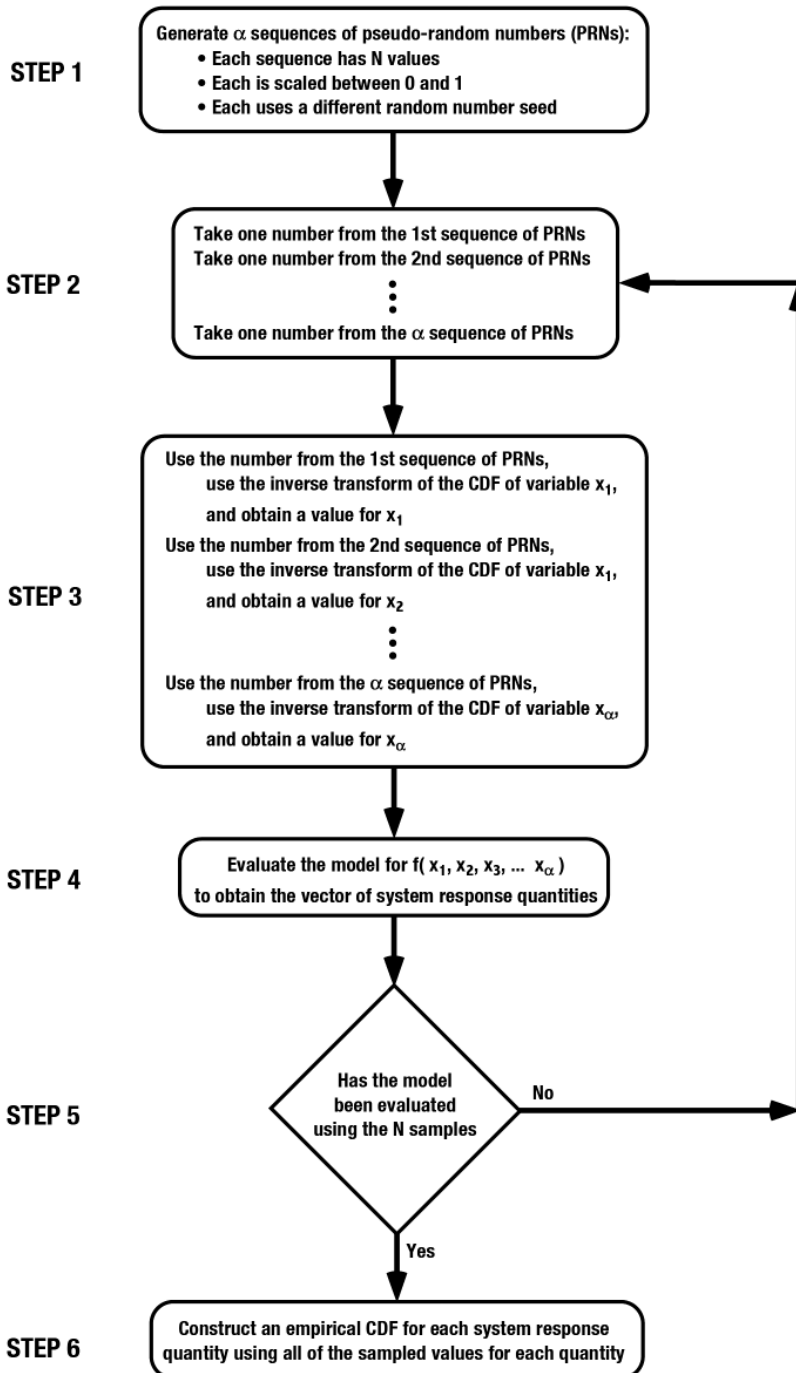 STEP 1
Generate α sequences of pseudo-random numbers (PRNs):
• Each sequence has N values
• Each is scaled between 0 and 1
• Each uses a different random number seed
STEP 2
Take one number from the 1st sequence of PRNs
Take one number from the 2nd sequence of PRNs
⋮
Take one number from the α sequence of PRNs
STEP 3
Use the number from the 1st sequence of PRNs,
use the inverse transform of the CDF of variable x₁,
and obtain a value for x₁
Use the number from the 2nd sequence of PRNs,
use the inverse transform of the CDF of variable x₁,
and obtain a value for x₂
⋮
Use the number from the α sequence of PRNs,
use the inverse transform of the CDF of variable xα,
and obtain a value for xα
STEP 4
Evaluate the model for f( x₁, x₂, x₃, ... xα )
to obtain the vector of system response quantities
STEP 5
Has the model
been evaluated
using the N samples
No
Yes
STEP 6
Construct an empirical CDF for each system response
quantity using all of the sampled values for each quantity